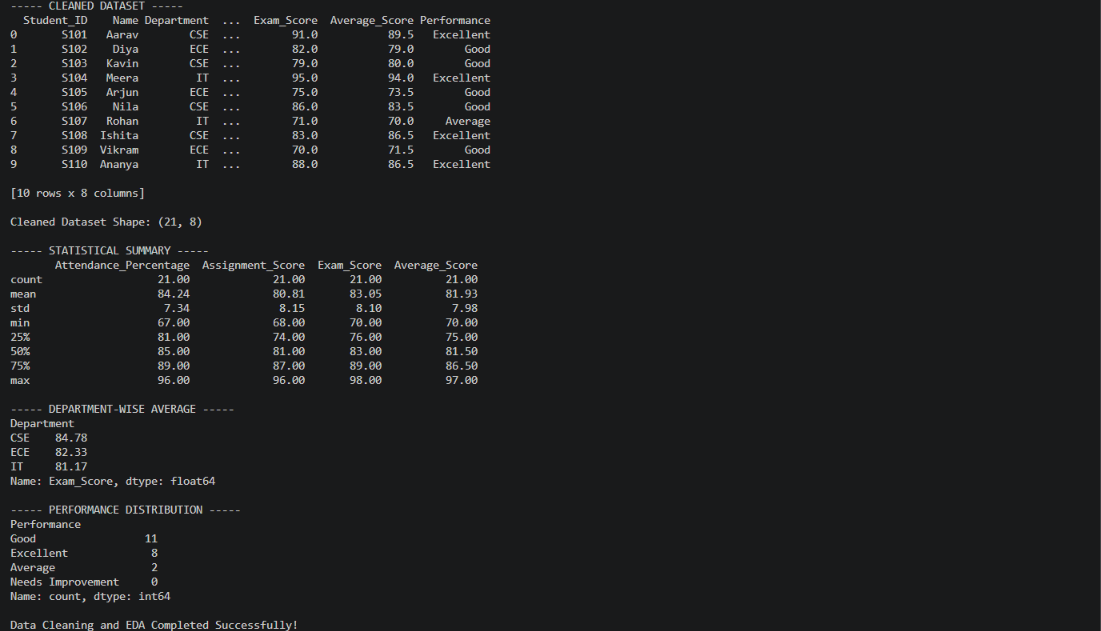 ----- CLEANED DATASET -----
  Student_ID    Name Department  ...  Exam_Score  Average_Score Performance
0       S101   Aarav        CSE  ...        91.0           89.5   Excellent
1       S102    Diya        ECE  ...        82.0           79.0        Good
2       S103   Kavin        CSE  ...        79.0           80.0        Good
3       S104   Meera         IT  ...        95.0           94.0   Excellent
4       S105   Arjun        ECE  ...        75.0           73.5        Good
5       S106    Nila        CSE  ...        86.0           83.5        Good
6       S107   Rohan         IT  ...        71.0           70.0     Average
7       S108  Ishita        CSE  ...        83.0           86.5   Excellent
8       S109  Vikram        ECE  ...        70.0           71.5        Good
9       S110  Ananya         IT  ...        88.0           86.5   Excellent
[10 rows x 8 columns]
Cleaned Dataset Shape: (21, 8)
----- STATISTICAL SUMMARY -----
       Attendance_Percentage  Assignment_Score  Exam_Score  Average_Score
count                  21.00             21.00       21.00          21.00
mean                   84.24             80.81       83.05          81.93
std                     7.34              8.15        8.10           7.98
min                    67.00             68.00       70.00          70.00
25%                    81.00             74.00       76.00          75.00
50%                    85.00             81.00       83.00          81.50
75%                    89.00             87.00       89.00          86.50
max                    96.00             96.00       98.00          97.00
----- DEPARTMENT-WISE AVERAGE -----
Department
CSE    84.78
ECE    82.33
IT     81.17
Name: Exam_Score, dtype: float64
----- PERFORMANCE DISTRIBUTION -----
Performance
Good                 11
Excellent             8
Average               2
Needs Improvement     0
Name: count, dtype: int64
Data Cleaning and EDA Completed Successfully!